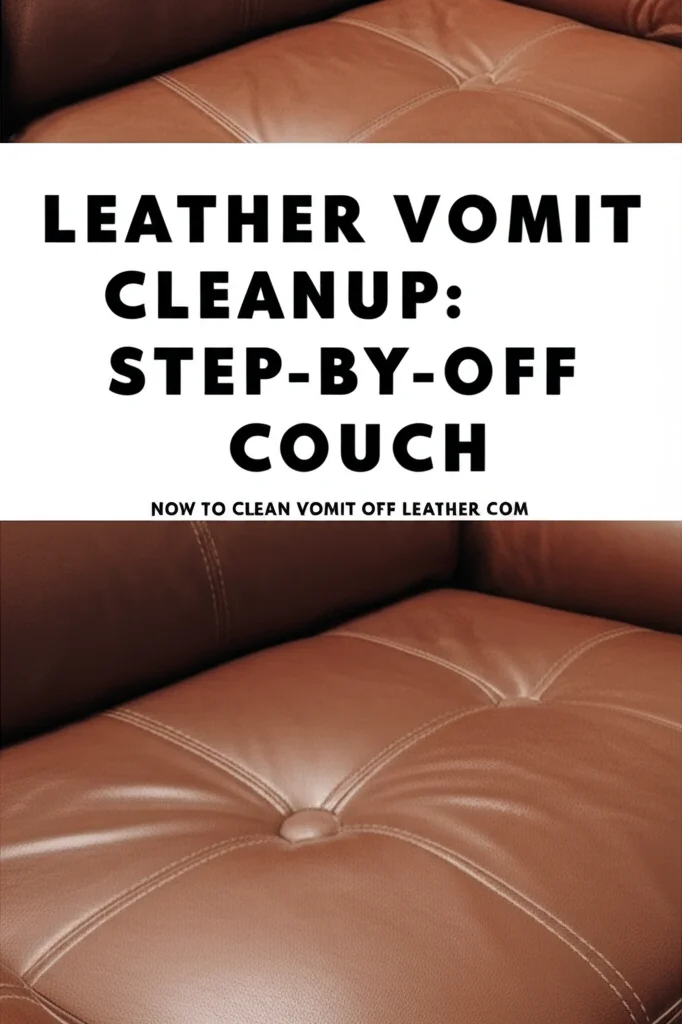 LEATHER VOMIT
CLEANUP:
STEP-BY-OFF
COUCH
NOW TO CLEAN VOMIT OFF LEATHER COM